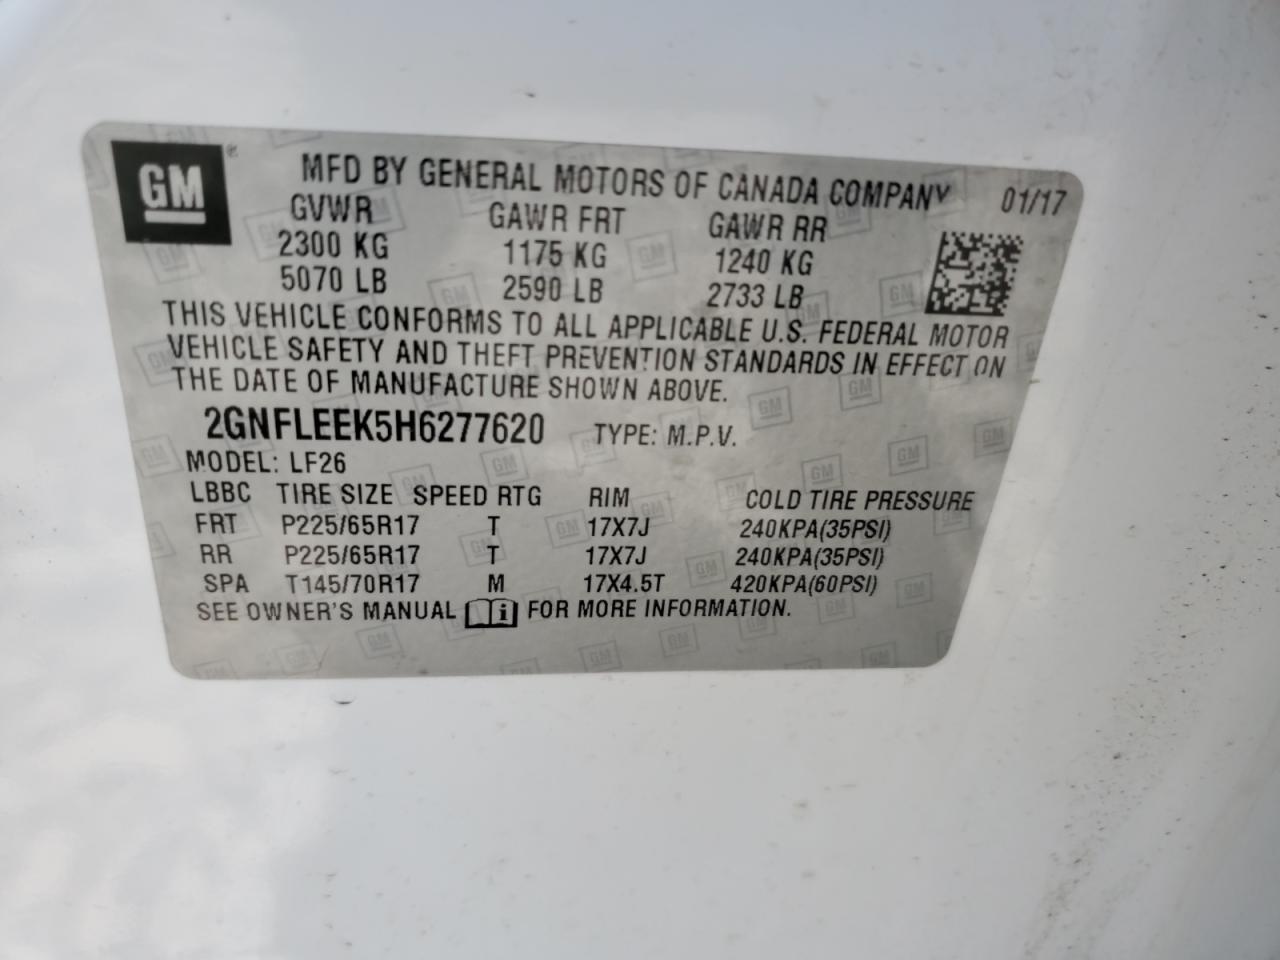 GM ® MFD BY GENERAL MOTORS OF CANADA COMPANY 01/17
GVWR GAWR FRT GAWR RR
2300 KG 1175 KG 1240 KG
5070 LB 2590 LB 2733 LB
THIS VEHICLE CONFORMS TO ALL APPLICABLE U.S. FEDERAL MOTOR
VEHICLE SAFETY AND THEFT PREVENTION STANDARDS IN EFFECT ON
THE DATE OF MANUFACTURE SHOWN ABOVE.
2GNFLEEK5H6277620 TYPE: M.P.V.
MODEL: LF26
LBBC TIRE SIZE SPEED RTG RIM COLD TIRE PRESSURE
FRT P225/65R17 T 17X7J 240KPA(35PSI)
RR P225/65R17 T 17X7J 240KPA(35PSI)
SPA T145/70R17 M 17X4.5T 420KPA(60PSI)
SEE OWNER'S MANUAL i FOR MORE INFORMATION.